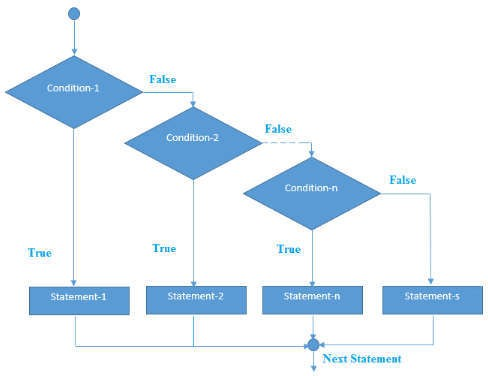 Condition-1
False
Condition-2
False
Condition-n
False
True
True
True
Statement-1
Statement-2
Statement-n
Statement-s
Next Statement